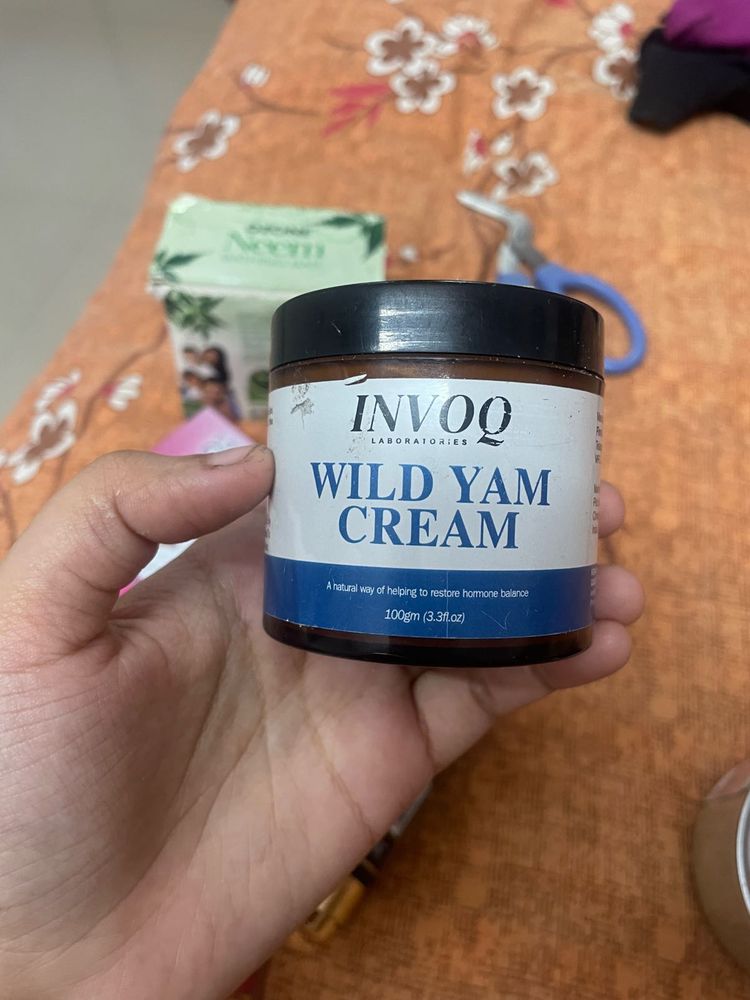 Neem
INVOQ
LABORATORIES
WILD YAM
CREAM
A natural way of helping to restore hormone balance
100gm (3.3fl.oz)